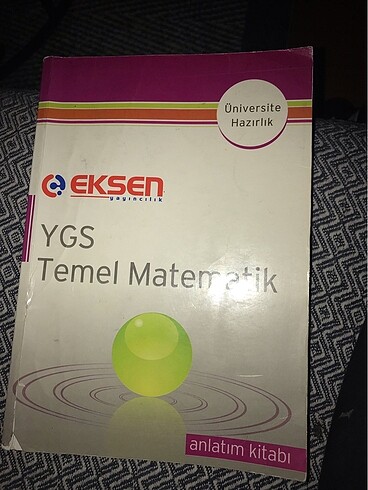 Üniversite
Hazırlık
EKSEN
yayıncılık
YGS
Temel Matematik
anlatım kitabı